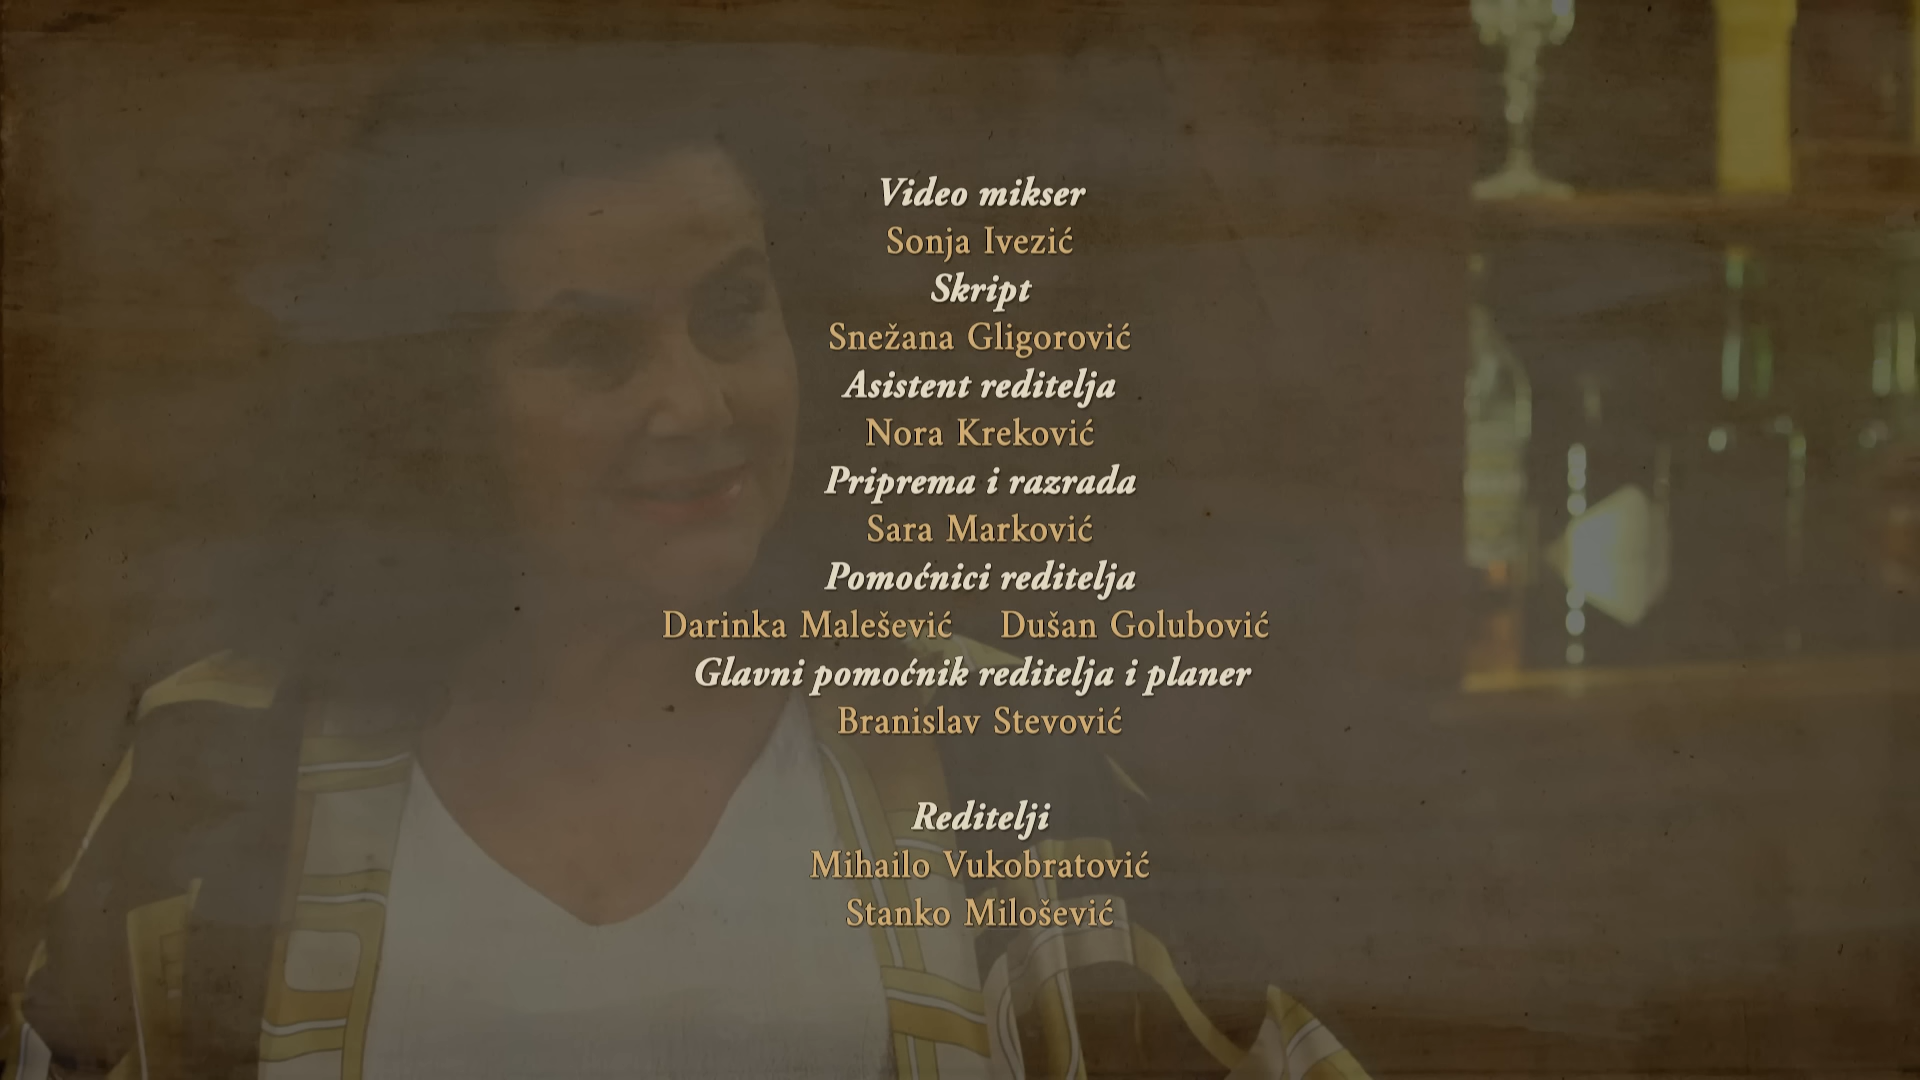 Video mikser
Sonja Ivezić
Skript
Snežana Gligorović
Asistent reditelja
Nora Kreković
Priprema i razrada
Sara Marković
Pomoćnici reditelja
Darinka Malešević Dušan Golubović
Glavni pomoćnik reditelja i planer
Branislav Stevović
Reditelji
Mihailo Vukobratović
Stanko Milošević